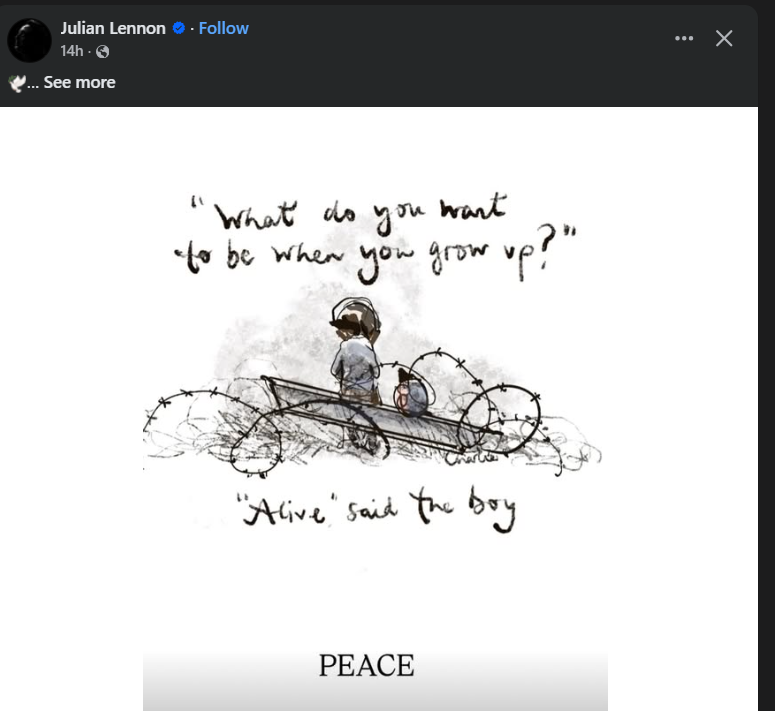 Julian Lennon · Follow
14h ·
... See more
"What do you want
to be when you grow up?"
Charlie
"Alive" said the boy
PEACE